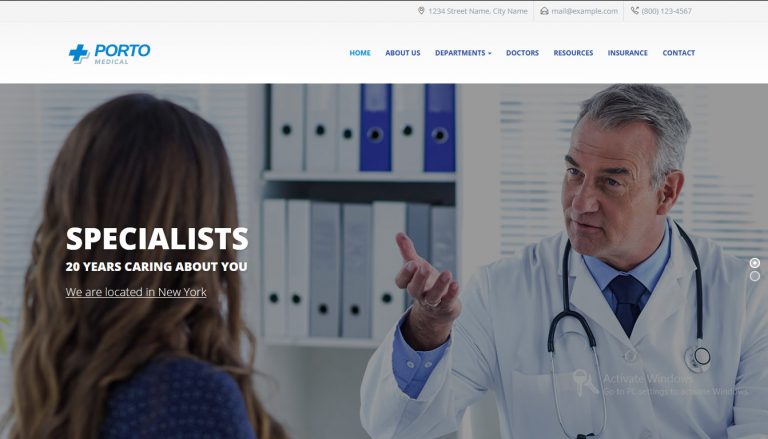 1234 Street Name, City Name
mail@example.com
(800) 123-4567
PORTO
MEDICAL
HOME
ABOUT US
DEPARTMENTS
DOCTORS
RESOURCES
INSURANCE
CONTACT
SPECIALISTS
20 YEARS CARING ABOUT YOU
We are located in New York
Activate Windows
Go to PC settings to activate Windows.